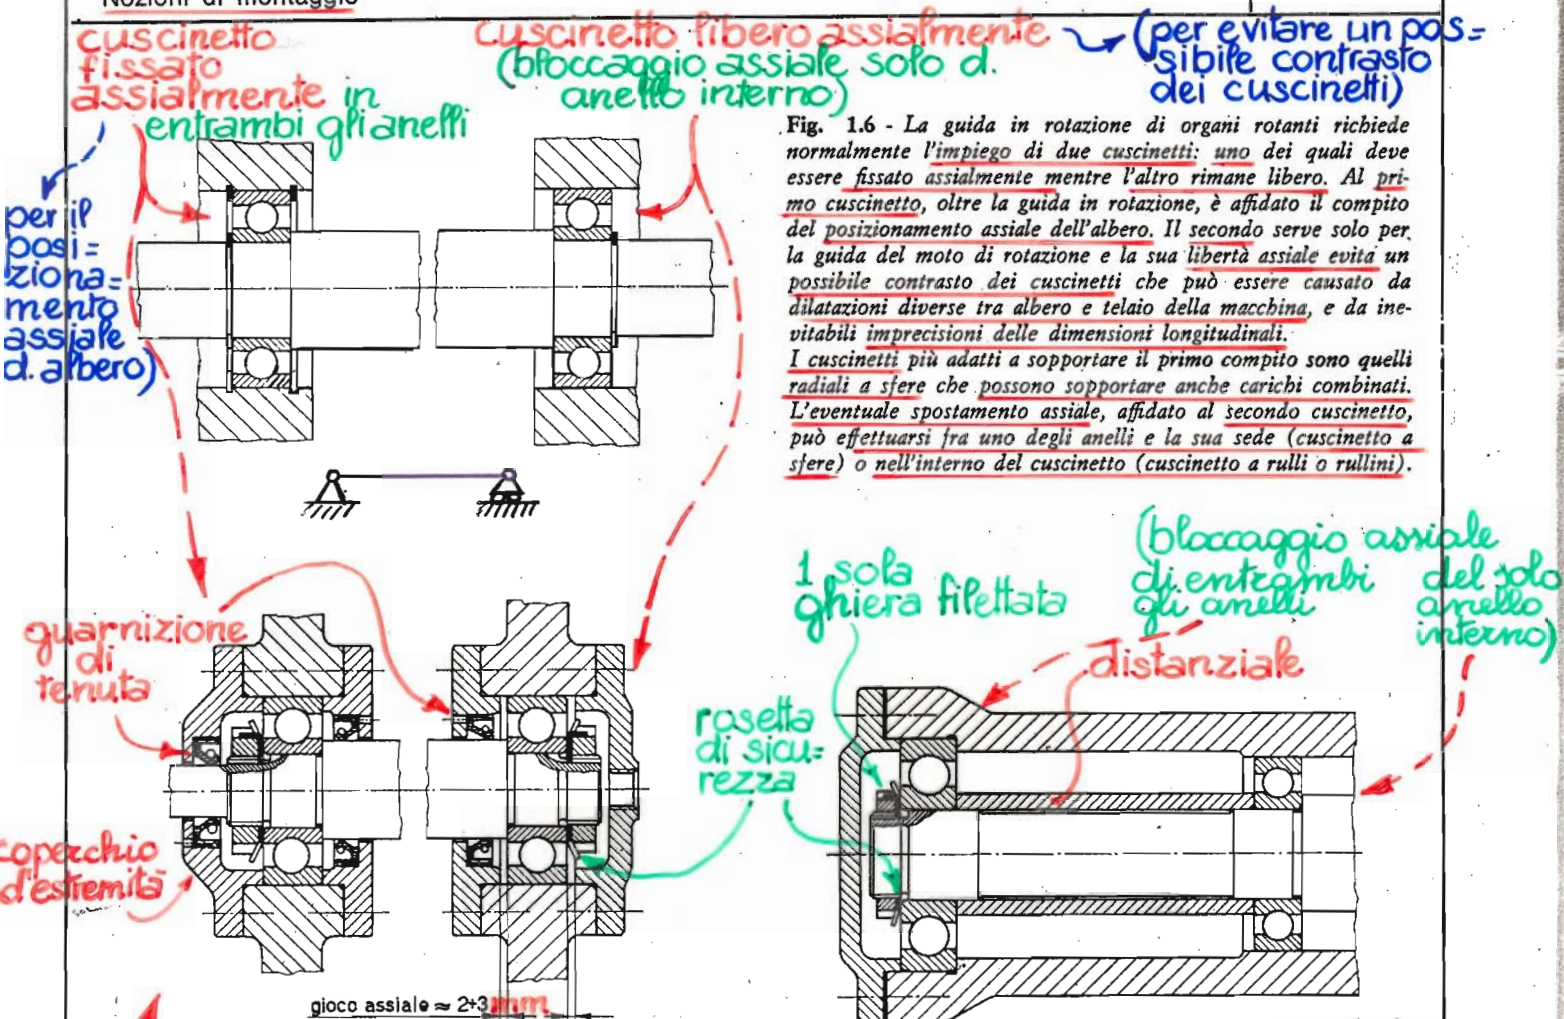 Nozioni di montaggio
cuscinetto
fissato
assialmente in
entrambi gli anelli
cuscinetto libero assialmente
(bloccaggio assiale solo d.
anello interno)
(per evitare un pos=
sibile contrasto
dei cuscinetti)
per il
posi=
ziona=
mento
assiale
d. albero)
Fig. 1.6 - La guida in rotazione di organi rotanti richiede
normalmente l'impiego di due cuscinetti: uno dei quali deve
essere fissato assialmente mentre l'altro rimane libero. Al pri-
mo cuscinetto, oltre la guida in rotazione, è affidato il compito
del posizionamento assiale dell'albero. Il secondo serve solo per
la guida del moto di rotazione e la sua libertà assiale evita un
possibile contrasto dei cuscinetti che può essere causato da
dilatazioni diverse tra albero e telaio della macchina, e da ine-
vitabili imprecisioni delle dimensioni longitudinali.
I cuscinetti più adatti a sopportare il primo compito sono quelli
radiali a sfere che possono sopportare anche carichi combinati.
L'eventuale spostamento assiale, affidato al secondo cuscinetto,
può effettuarsi fra uno degli anelli e la sua sede (cuscinetto a
sfere) o nell'interno del cuscinetto (cuscinetto a rulli o rullini).
guarnizione
di
tenuta
coperchio
d'estremità
1 sola
ghiera filettata
(bloccaggio assiale
di entrambi
gli anelli
del solo
anello
interno)
distanziale
rosetta
di sicu=
rezza
gioco assiale ≈ 2÷3 mm